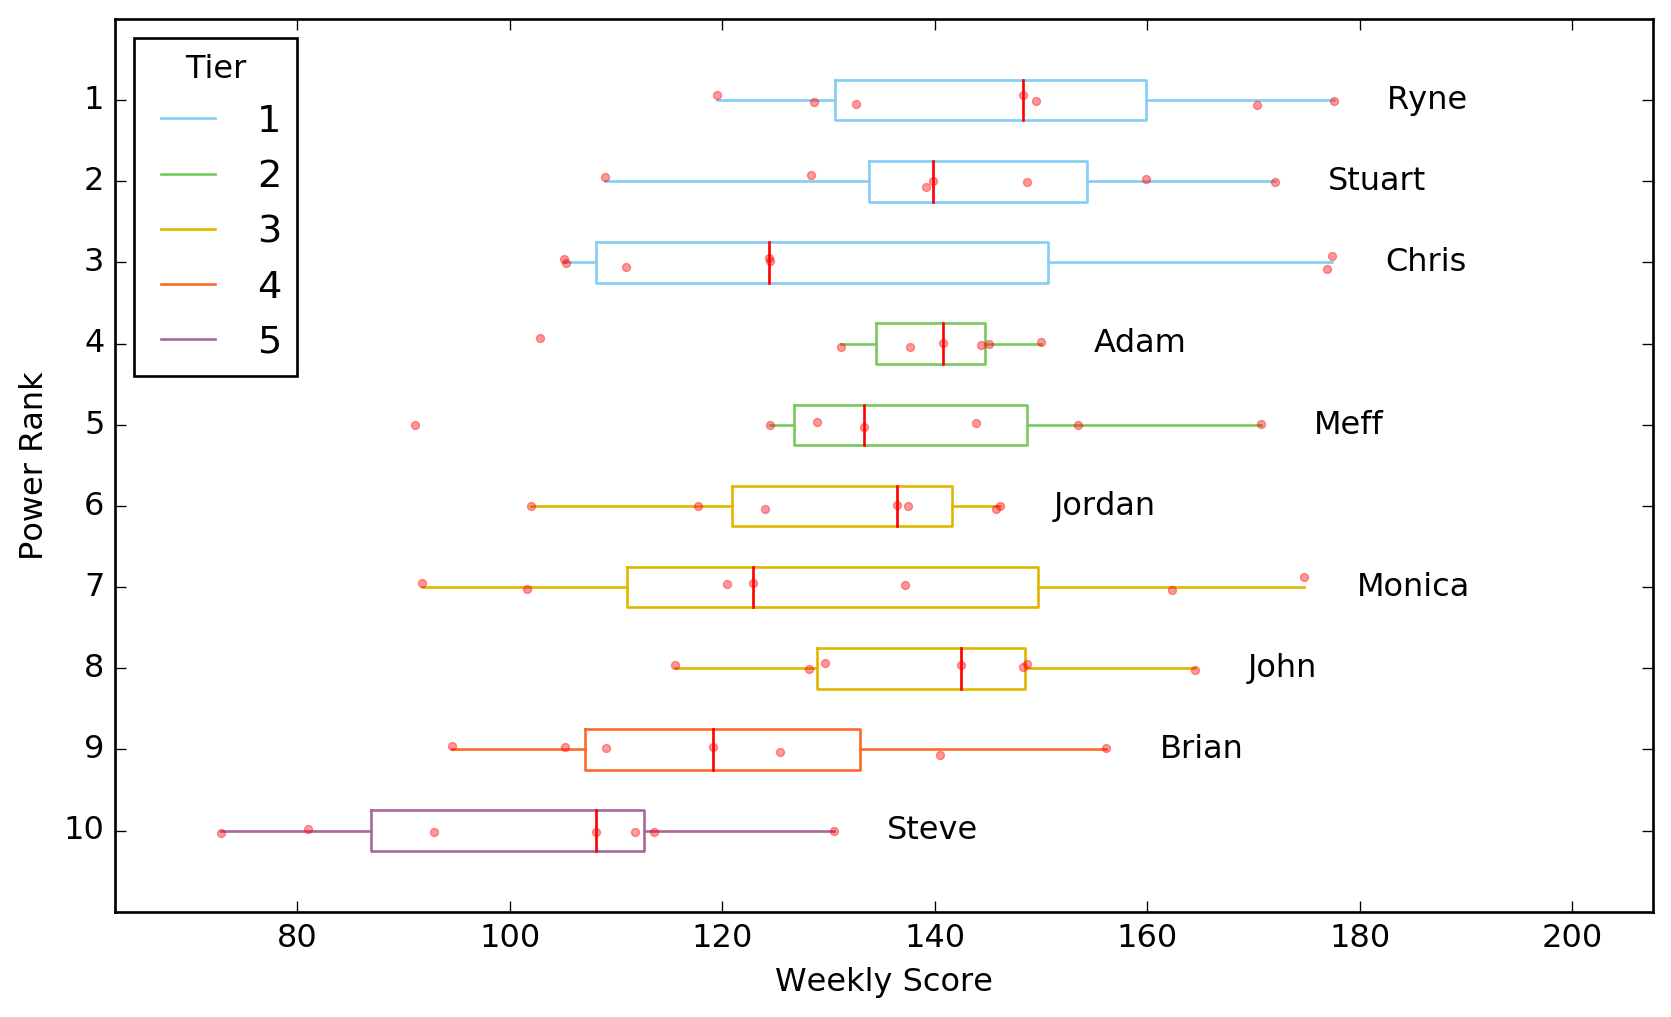 Tier
1
2
3
4
5
1 Ryne
2 Stuart
3 Chris
4 Adam
5 Meff
6 Jordan
7 Monica
8 John
9 Brian
10 Steve
Power Rank
80 100 120 140 160 180 200
Weekly Score